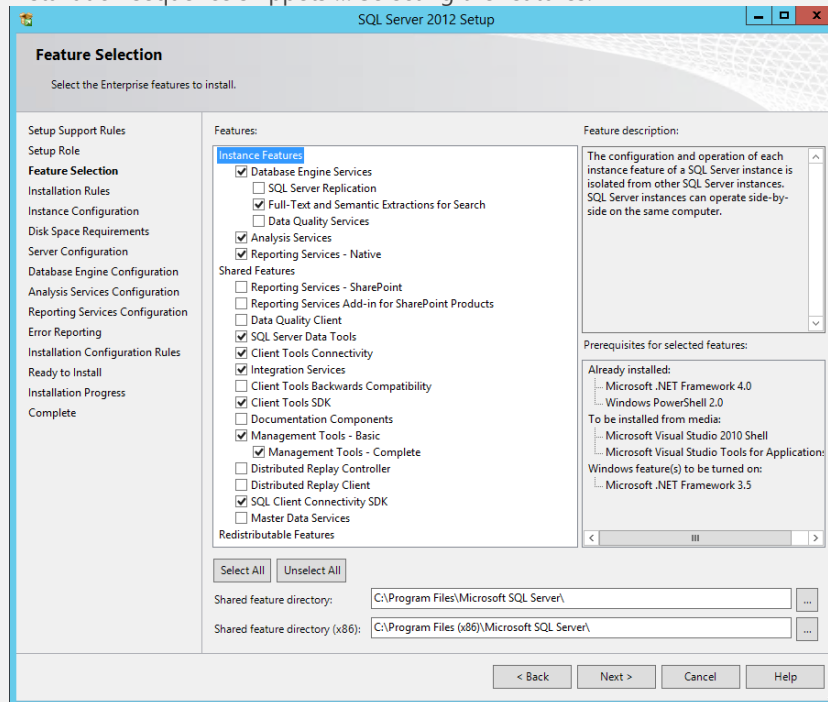 SQL Server 2012 Setup
Feature Selection
Select the Enterprise features to install.
Setup Support Rules
Setup Role
Feature Selection
Installation Rules
Instance Configuration
Disk Space Requirements
Server Configuration
Database Engine Configuration
Analysis Services Configuration
Reporting Services Configuration
Error Reporting
Installation Configuration Rules
Ready to Install
Installation Progress
Complete
Features:
Instance Features
Database Engine Services
SQL Server Replication
Full-Text and Semantic Extractions for Search
Data Quality Services
Analysis Services
Reporting Services - Native
Shared Features
Reporting Services - SharePoint
Reporting Services Add-in for SharePoint Products
Data Quality Client
SQL Server Data Tools
Client Tools Connectivity
Integration Services
Client Tools Backwards Compatibility
Client Tools SDK
Documentation Components
Management Tools - Basic
Management Tools - Complete
Distributed Replay Controller
Distributed Replay Client
SQL Client Connectivity SDK
Master Data Services
Redistributable Features
Feature description:
The configuration and operation of each
instance feature of a SQL Server instance is
isolated from other SQL Server instances.
SQL Server instances can operate side-by-
side on the same computer.
Prerequisites for selected features:
Already installed:
Microsoft .NET Framework 4.0
Windows PowerShell 2.0
To be installed from media:
Microsoft Visual Studio 2010 Shell
Microsoft Visual Studio Tools for Application
Windows feature(s) to be turned on:
Microsoft .NET Framework 3.5
Select All Unselect All
Shared feature directory: C:\Program Files\Microsoft SQL Server\ ...
Shared feature directory (x86): C:\Program Files (x86)\Microsoft SQL Server\ ...
< Back Next > Cancel Help